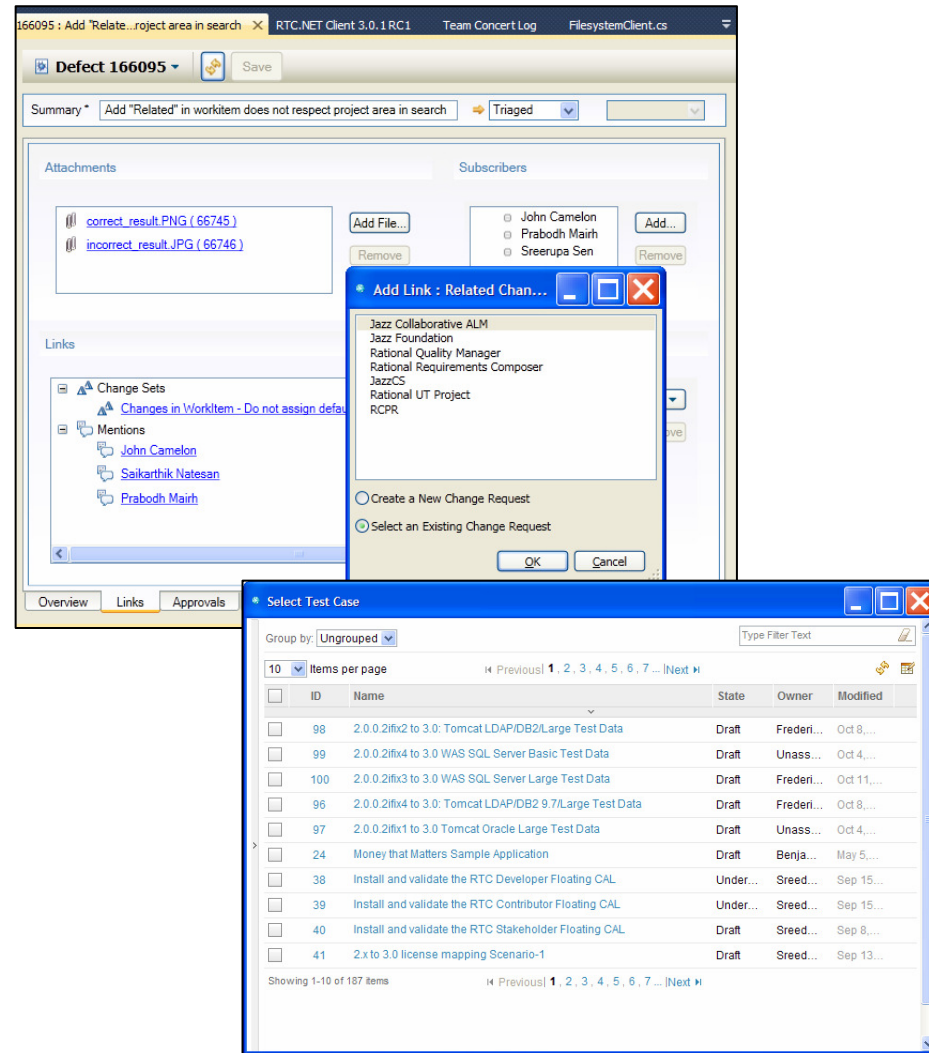 166095 : Add "Relate...roject area in search
RTC.NET Client 3.0.1 RC1
Team Concert Log
FilesystemClient.cs
Defect 166095
Save
Summary * Add "Related" in workitem does not respect project area in search
Triaged
Attachments
correct_result.PNG ( 66745 )
incorrect_result.JPG ( 66746 )
Add File...
Remove
Subscribers
John Camelon
Prabodh Mairh
Sreerupa Sen
Add...
Remove
Links
Change Sets
Changes in WorkItem - Do not assign defau
Mentions
John Camelon
Saikarthik Natesan
Prabodh Mairh
Overview Links Approvals
Add Link : Related Chan...
Jazz Collaborative ALM
Jazz Foundation
Rational Quality Manager
Rational Requirements Composer
JazzCS
Rational UT Project
RCPR
Create a New Change Request
Select an Existing Change Request
OK Cancel
Select Test Case
Group by: Ungrouped
Type Filter Text
10 Items per page
Previous| 1 , 2 , 3 , 4 , 5 , 6 , 7 ... |Next
ID Name State Owner Modified
98 2.0.0.2ifix2 to 3.0: Tomcat LDAP/DB2/Large Test Data Draft Frederi... Oct 8,...
99 2.0.0.2ifix4 to 3.0 WAS SQL Server Basic Test Data Draft Unass... Oct 4,...
100 2.0.0.2ifix3 to 3.0 WAS SQL Server Large Test Data Draft Frederi... Oct 11,...
96 2.0.0.2ifix4 to 3.0: Tomcat LDAP/DB2 9.7/Large Test Data Draft Frederi... Oct 8,...
97 2.0.0.2ifix1 to 3.0 Tomcat Oracle Large Test Data Draft Unass... Oct 4,...
24 Money that Matters Sample Application Draft Benja... May 5,...
38 Install and validate the RTC Developer Floating CAL Under... Sreed... Sep 15...
39 Install and validate the RTC Contributor Floating CAL Under... Sreed... Sep 15...
40 Install and validate the RTC Stakeholder Floating CAL Draft Sreed... Sep 8,...
41 2.x to 3.0 license mapping Scenario-1 Draft Sreed... Sep 13...
Showing 1-10 of 187 items
Previous| 1 , 2 , 3 , 4 , 5 , 6 , 7 ... |Next